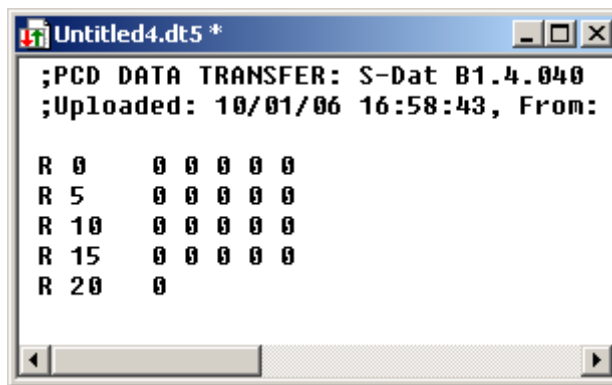 Untitled4.dt5 *
;PCD DATA TRANSFER: S-Dat B1.4.040
;Uploaded: 10/01/06 16:58:43, From:
R 0 0 0 0 0 0
R 5 0 0 0 0 0
R 10 0 0 0 0 0
R 15 0 0 0 0 0
R 20 0